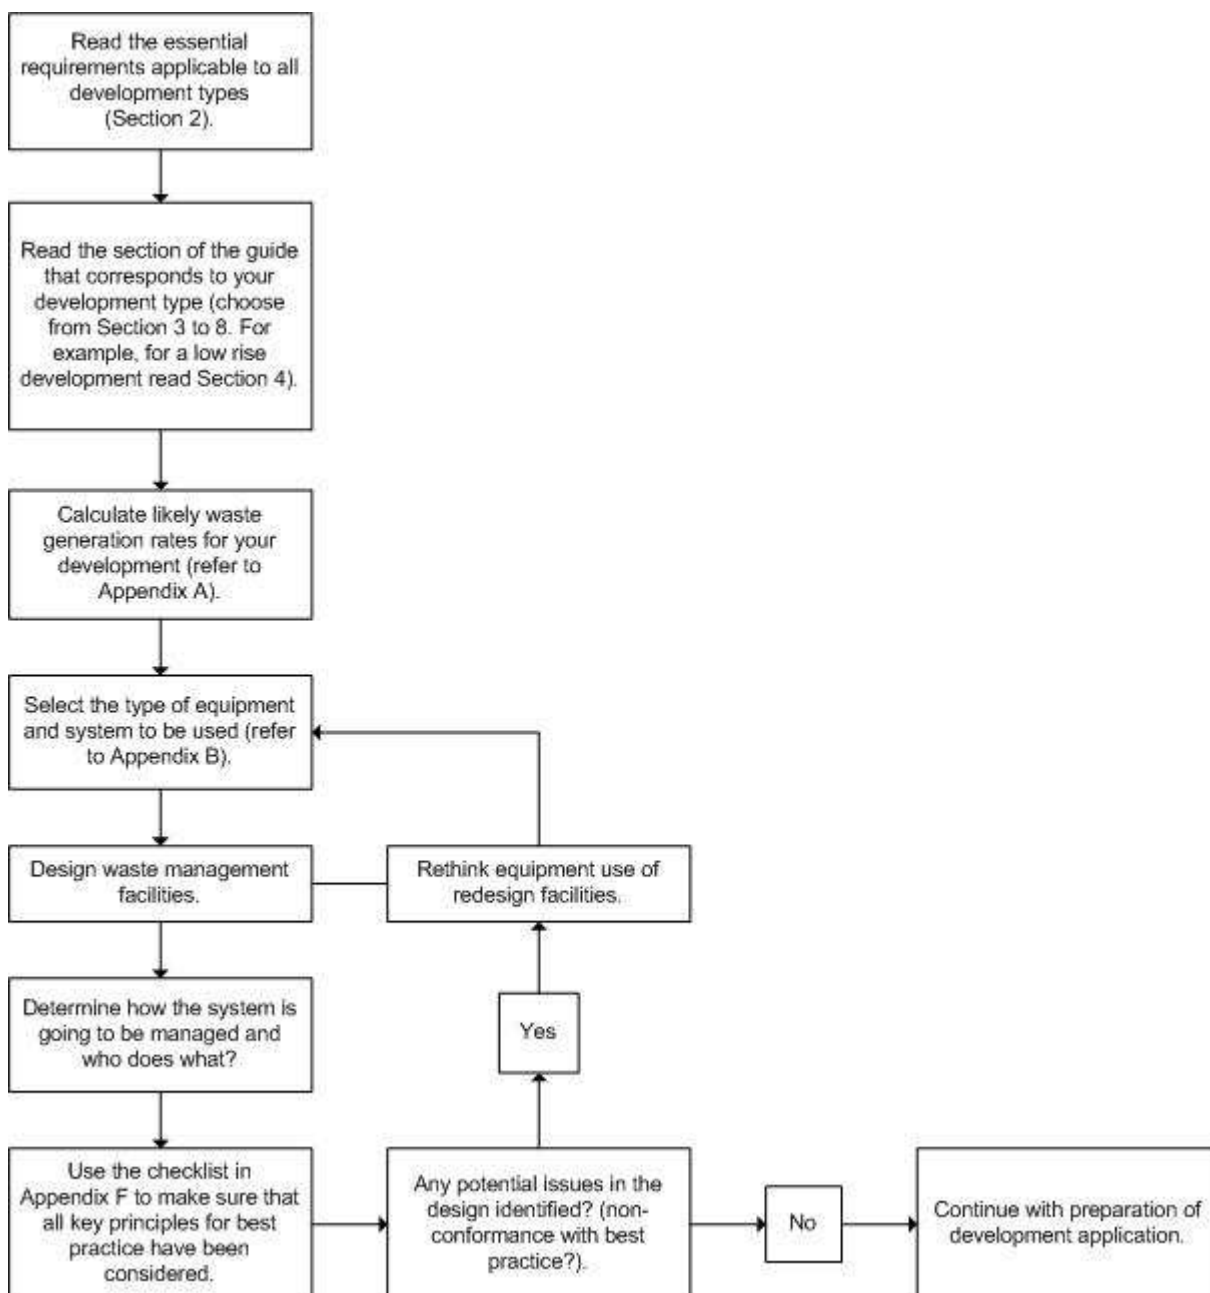 Read the essential
requirements applicable to all
development types
(Section 2).
Read the section of the guide
that corresponds to your
development type (choose
from Section 3 to 8. For
example, for a low rise
development read Section 4).
Calculate likely waste
generation rates for your
development (refer to
Appendix A).
Select the type of equipment
and system to be used (refer
to Appendix B).
Design waste management
facilities.
Rethink equipment use of
redesign facilities.
Determine how the system is
going to be managed and
who does what?
Yes
Use the checklist in
Appendix F to make sure that
all key principles for best
practice have been
considered.
Any potential issues in the
design identified? (non-
conformance with best
practice?).
No
Continue with preparation of
development application.